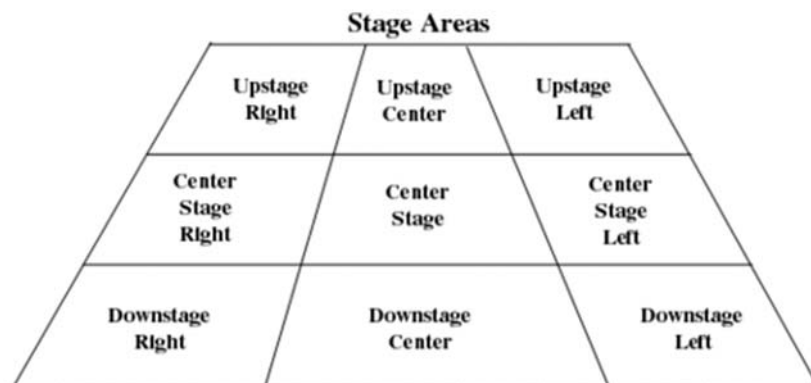 Stage Areas
Upstage
Right
Upstage
Center
Upstage
Left
Center
Stage
Right
Center
Stage
Center
Stage
Left
Downstage
Right
Downstage
Center
Downstage
Left